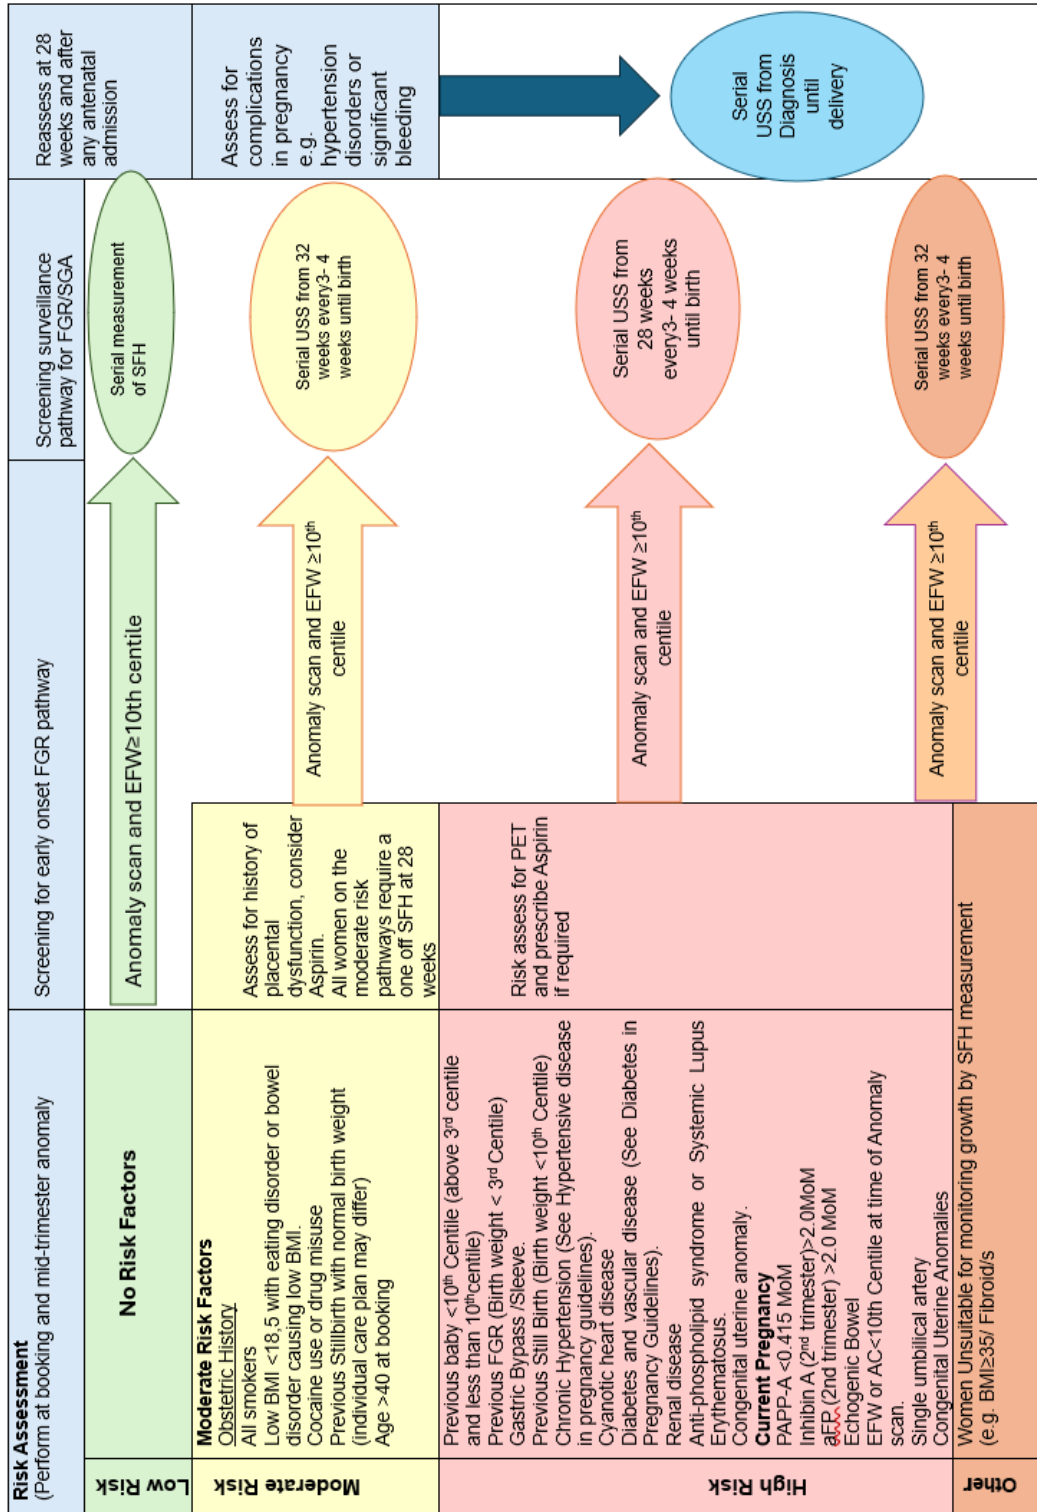 Risk Assessment
(Perform at booking and mid-trimester anomaly
Screening for early onset FGR pathway
Screening surveillance
pathway for FGR/SGA
Reassess at 28
weeks and after
any antenatal
admission
Low Risk
No Risk Factors
Anomaly scan and EFW≥10th centile
Serial measurement
of SFH
Moderate Risk
Moderate Risk Factors
Obstetric History
All smokers
Low BMI <18,5 with eating disorder or bowel
disorder causing low BMI.
Cocaine use or drug misuse
Previous Stillbirth with normal birth weight
(individual care plan may differ)
Age >40 at booking
Assess for history of
placental
dysfunction, consider
Aspirin.
All women on the
moderate risk
pathways require a
one off SFH at 28
weeks
Anomaly scan and EFW ≥10th
centile
Serial USS from 32
weeks every3- 4
weeks until birth
Assess for
complications
in pregnancy
e.g.
hypertension
disorders or
significant
bleeding
High Risk
Previous baby <10th Centile (above 3rd centile
and less than 10thcentile)
Previous FGR (Birth weight < 3rd Centile)
Gastric Bypass /Sleeve.
Previous Still Birth (Birth weight <10th Centile)
Chronic Hypertension (See Hypertensive disease
in pregnancy guidelines).
Cyanotic heart disease
Diabetes and vascular disease (See Diabetes in
Pregnancy Guidelines).
Renal disease
Anti-phospholipid syndrome or Systemic Lupus
Erythematosus.
Congenital uterine anomaly.
Current Pregnancy
PAPP-A <0.415 MoM
Inhibin A (2nd trimester)>2.0MoM
aFP (2nd trimester) >2.0 MoM
Echogenic Bowel
EFW or AC<10th Centile at time of Anomaly
scan.
Single umbilical artery
Congenital Uterine Anomalies
Risk assess for PET
and prescribe Aspirin
if required
Anomaly scan and EFW ≥10th
centile
Serial USS from
28 weeks
every3- 4 weeks
until birth
Serial
USS from
Diagnosis
until
delivery
Other
Women Unsuitable for monitoring growth by SFH measurement
(e.g. BMI≥35/ Fibroid/s
Anomaly scan and EFW ≥10th
centile
Serial USS from 32
weeks every3- 4
weeks until birth